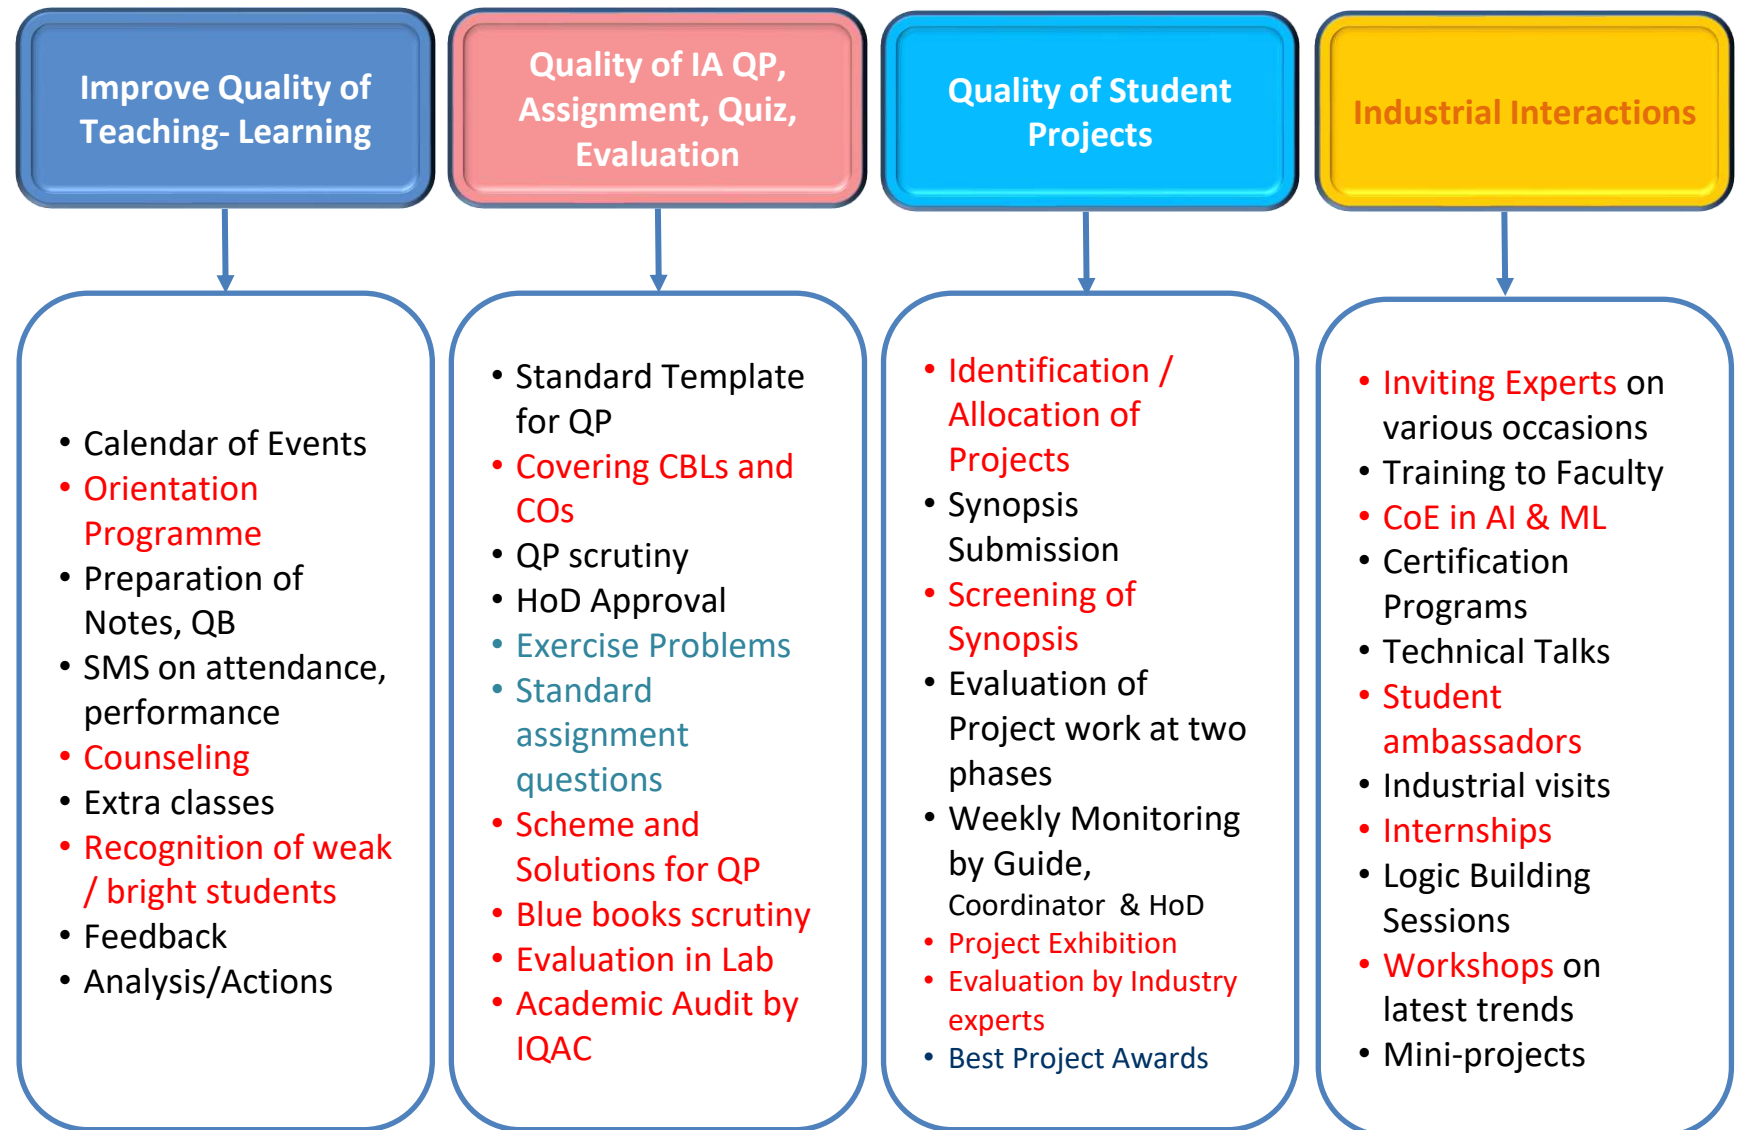 Improve Quality of
Teaching- Learning
Quality of IA QP,
Assignment, Quiz,
Evaluation
Quality of Student
Projects
Industrial Interactions
• Calendar of Events
• Orientation
Programme
• Preparation of
Notes, QB
• SMS on attendance,
performance
• Counseling
• Extra classes
• Recognition of weak
/ bright students
• Feedback
• Analysis/Actions
• Standard Template
for QP
• Covering CBLs and
COs
• QP scrutiny
• HoD Approval
• Exercise Problems
• Standard
assignment
questions
• Scheme and
Solutions for QP
• Blue books scrutiny
• Evaluation in Lab
• Academic Audit by
IQAC
• Identification /
Allocation of
Projects
• Synopsis
Submission
• Screening of
Synopsis
• Evaluation of
Project work at two
phases
• Weekly Monitoring
by Guide,
Coordinator & HoD
• Project Exhibition
• Evaluation by Industry
experts
• Best Project Awards
• Inviting Experts on
various occasions
• Training to Faculty
• CoE in AI & ML
• Certification
Programs
• Technical Talks
• Student
ambassadors
• Industrial visits
• Internships
• Logic Building
Sessions
• Workshops on
latest trends
• Mini-projects